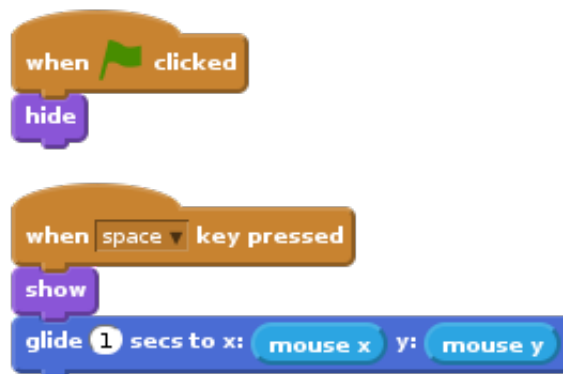 when clicked
hide
when space key pressed
show
glide 1 secs to x: mouse x y: mouse y